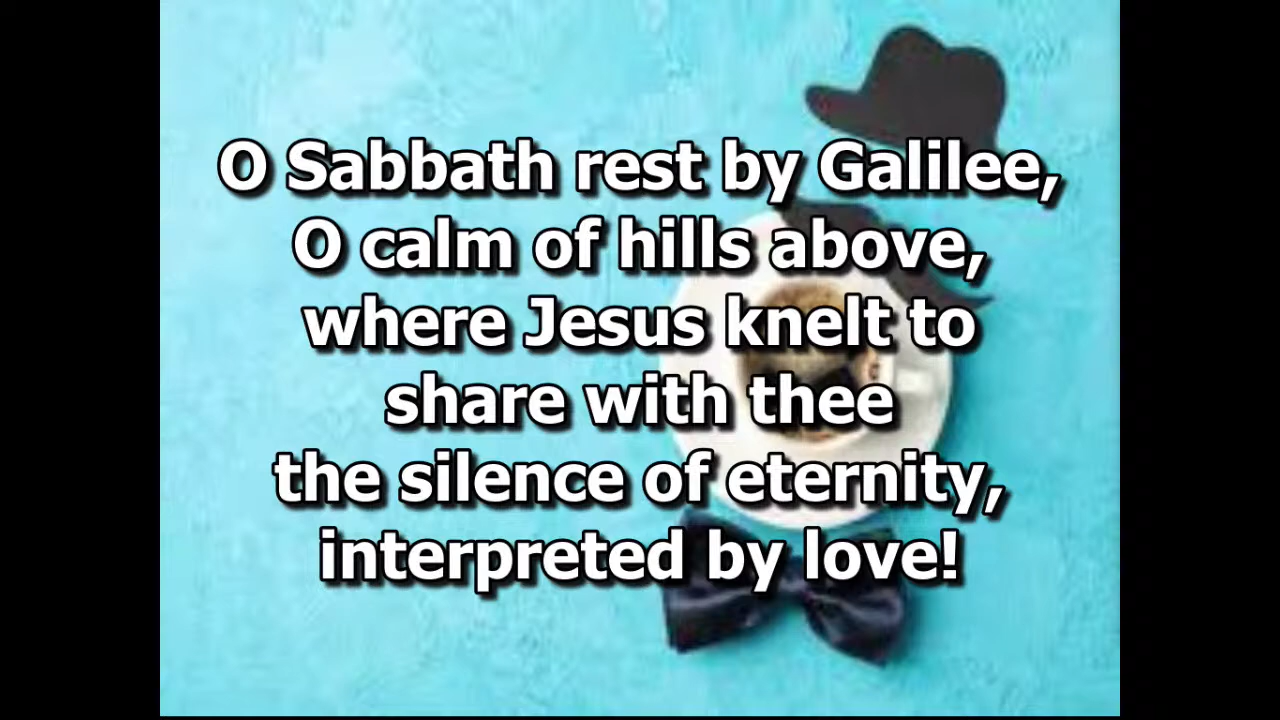 O Sabbath rest by Galilee,
O calm of hills above,
where Jesus knelt to
share with thee
the silence of eternity,
interpreted by love!